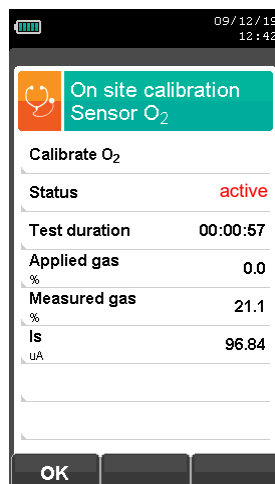 09/12/19
12:42
On site calibration
Sensor O₂
Calibrate O₂
Status active
Test duration 00:00:57
Applied gas 0.0
%
Measured gas 21.1
%
Is 96.84
uA
OK